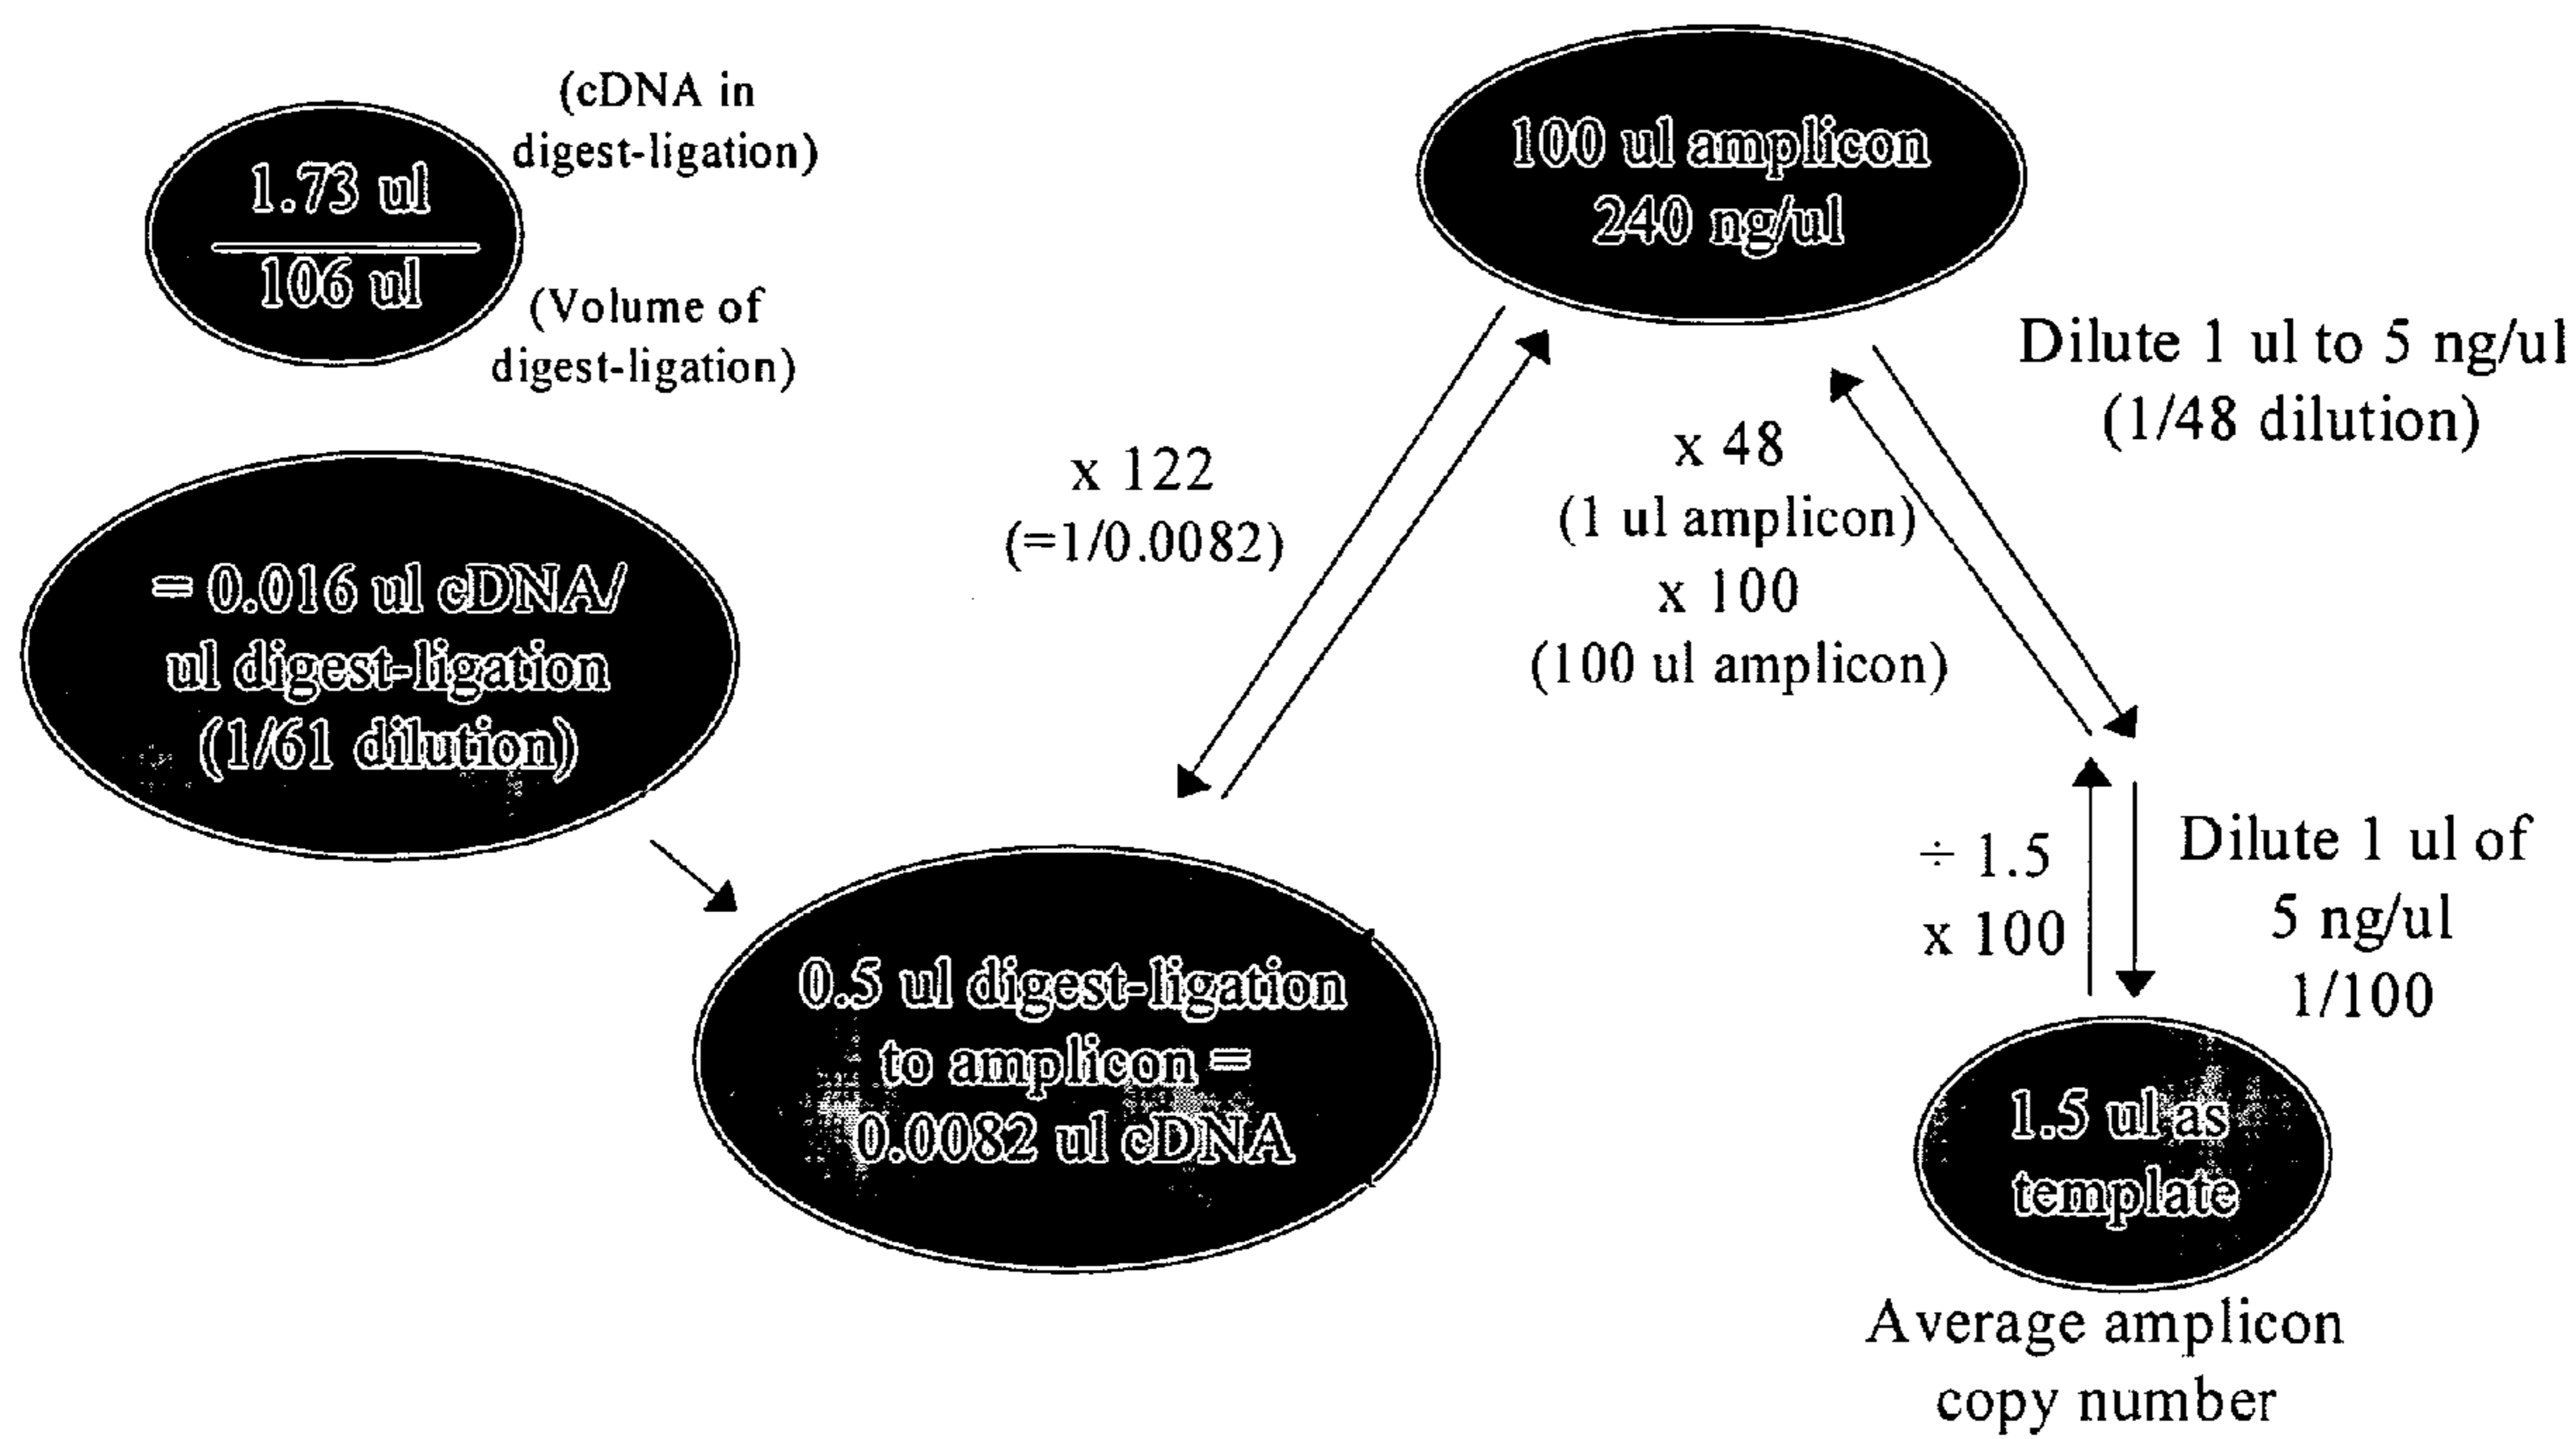 (cDNA in
digest-ligation)
1.73 ul
106 ul
(Volume of
digest-ligation)
= 0.016 ul cDNA/
ul digest-ligation
(1/61 dilution)
0.5 ul digest-ligation
to amplicon =
0.0082 ul cDNA
x 122
(=1/0.0082)
100 ul amplicon
240 ng/ul
x 48
(1 ul amplicon)
x 100
(100 ul amplicon)
Dilute 1 ul to 5 ng/ul
(1/48 dilution)
÷ 1.5
x 100
Dilute 1 ul of
5 ng/ul
1/100
1.5 ul as
template
Average amplicon
copy number